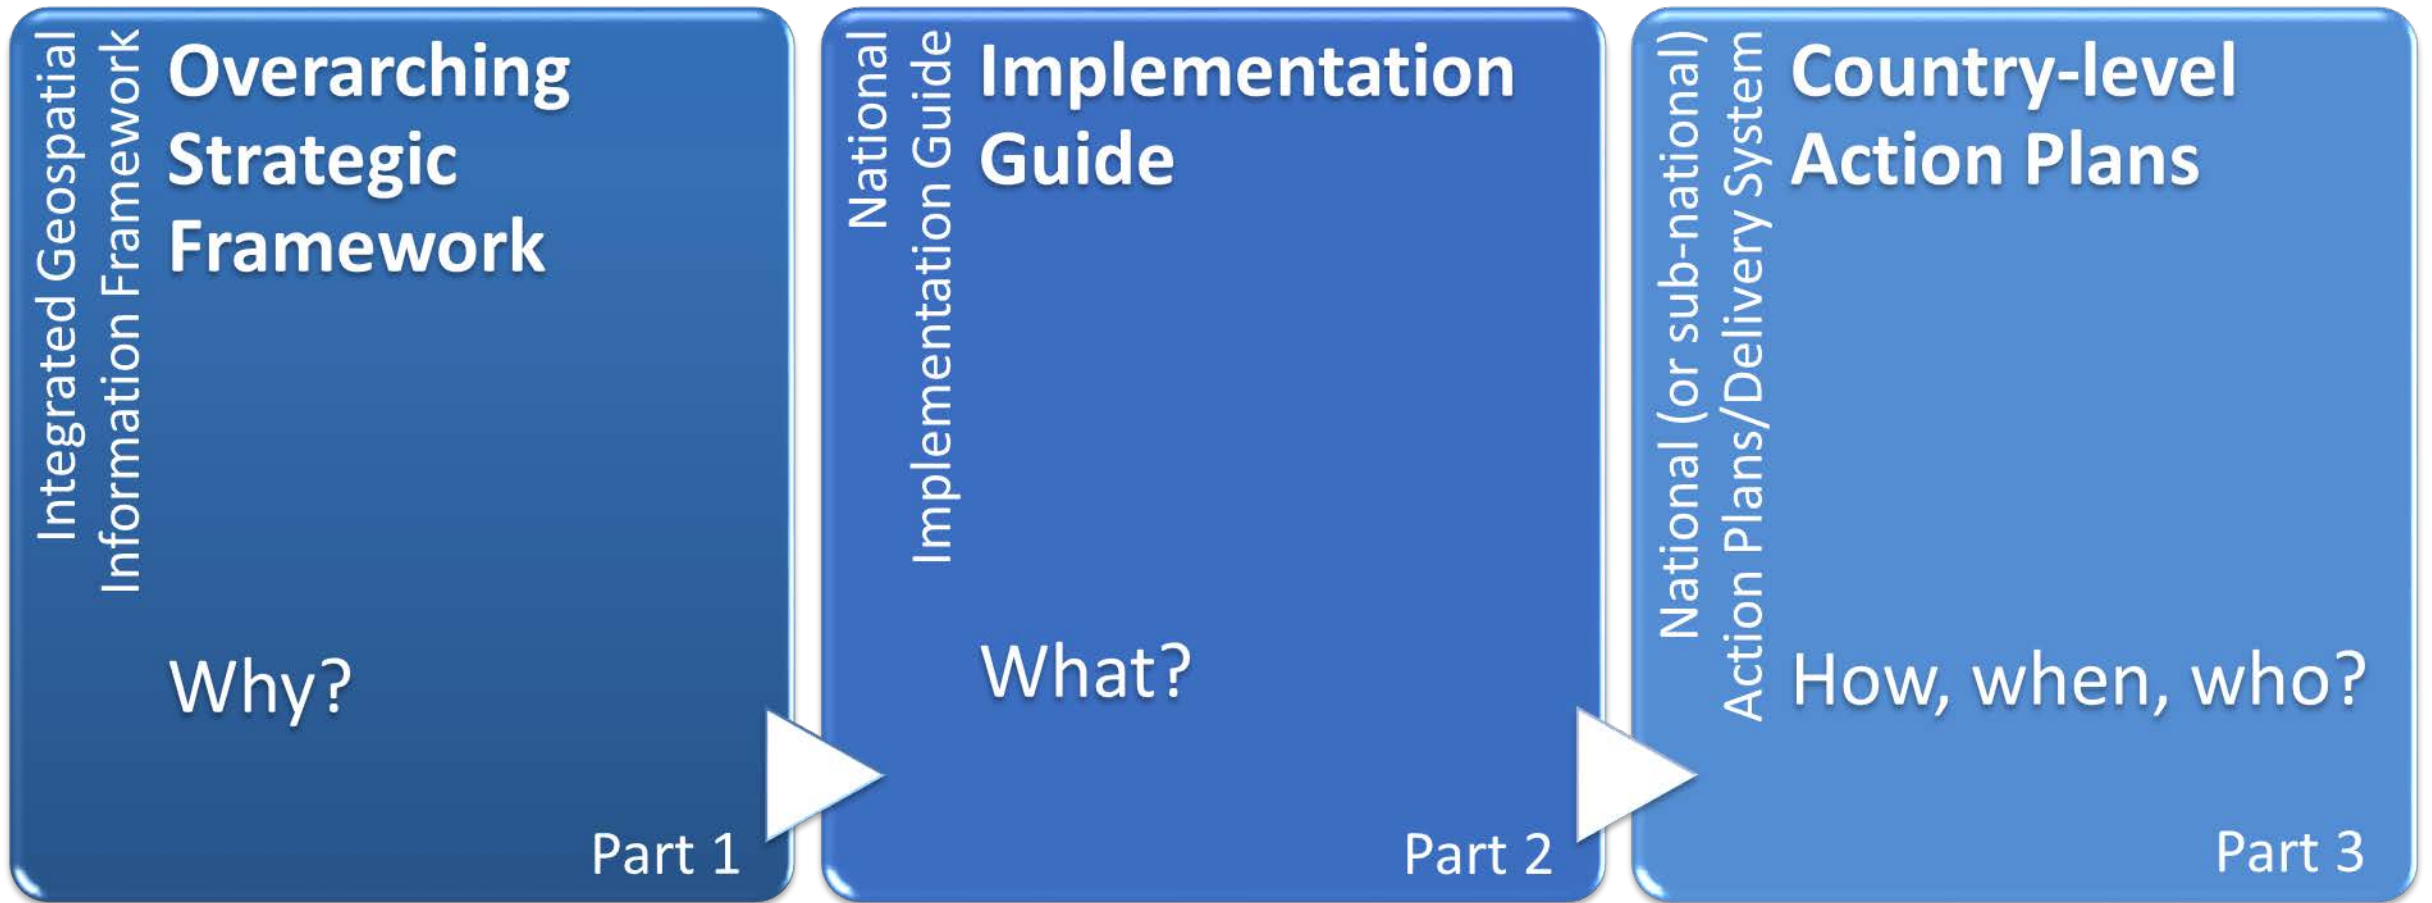 Integrated Geospatial
Information Framework
Overarching
Strategic
Framework
Why?
Part 1
National
Implementation Guide
Implementation
Guide
What?
Part 2
National (or sub-national)
Action Plans/Delivery System
Country-level
Action Plans
How, when, who?
Part 3